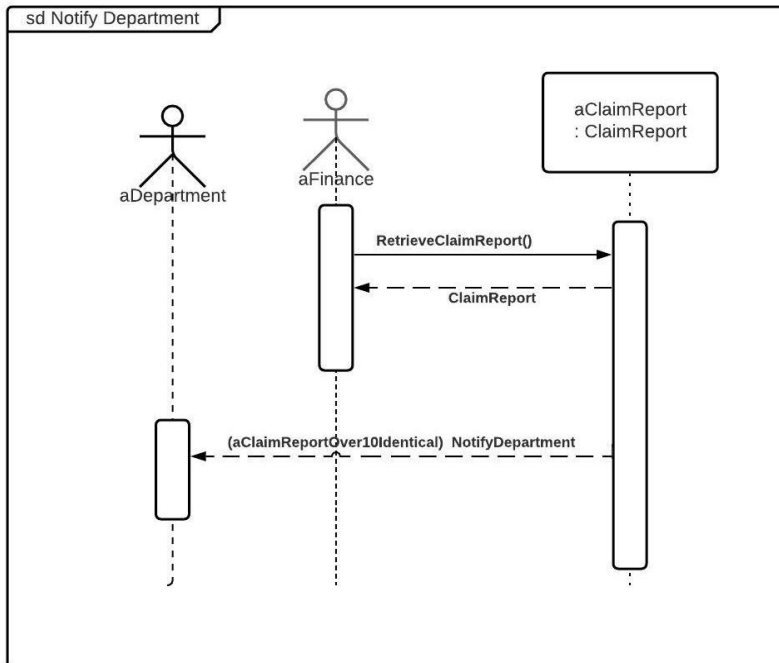 sd Notify Department
aClaimReport
: ClaimReport
aFinance
aDepartment
RetrieveClaimReport()
ClaimReport
(aClaimReportOver10Identical) NotifyDepartment